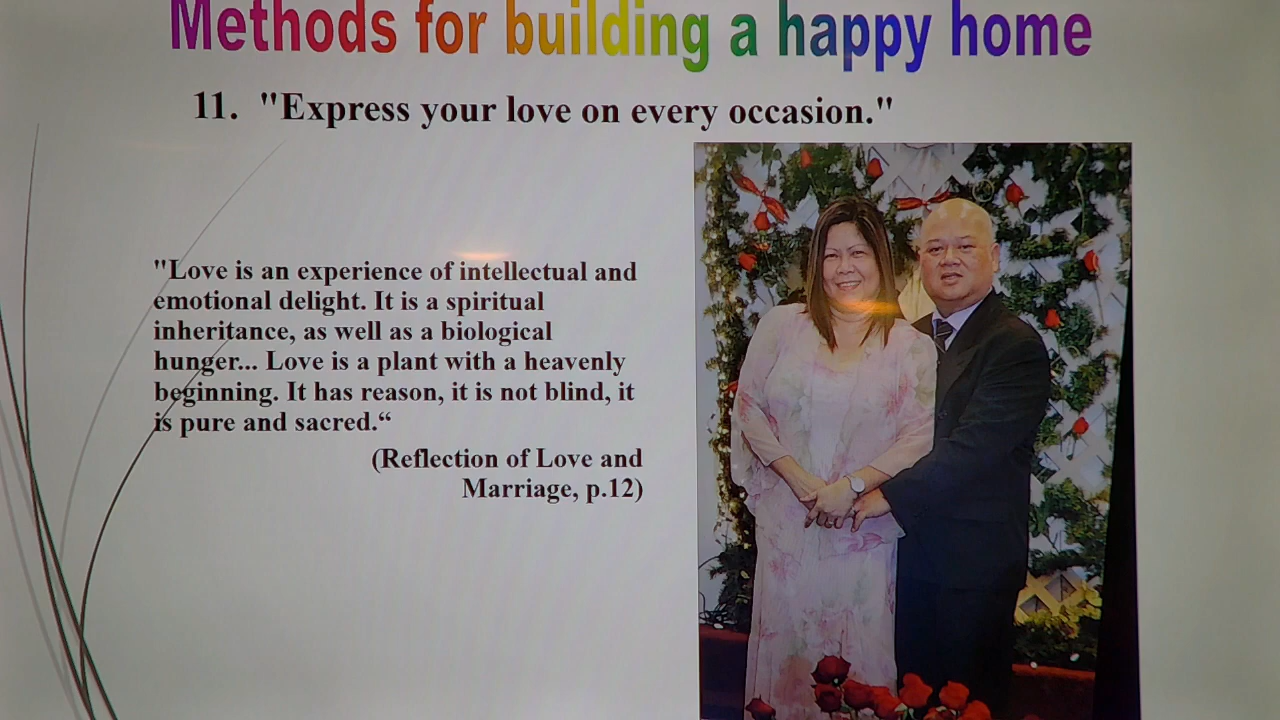 Methods for building a happy home
11. "Express your love on every occasion."
"Love is an experience of intellectual and
emotional delight. It is a spiritual
inheritance, as well as a biological
hunger... Love is a plant with a heavenly
beginning. It has reason, it is not blind, it
is pure and sacred.“
(Reflection of Love and
Marriage, p.12)